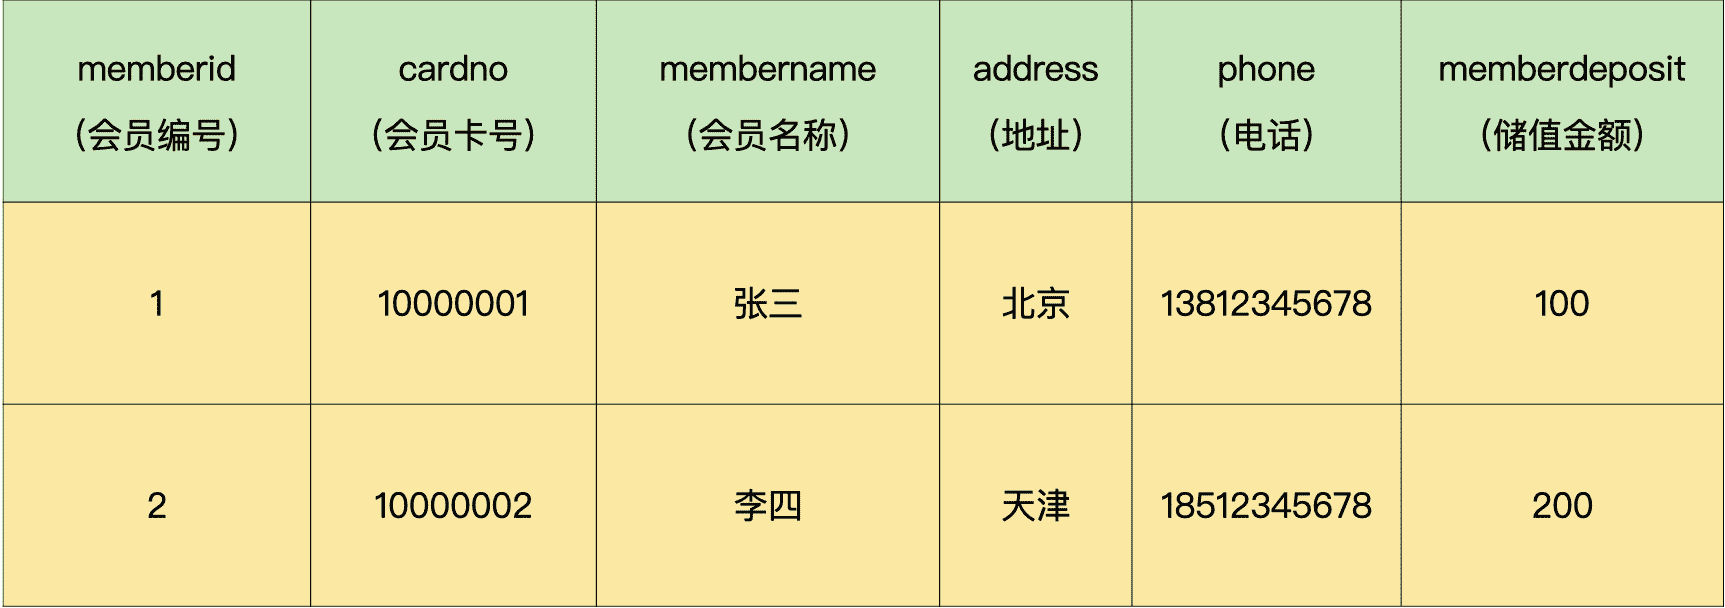 memberid cardno membername address phone memberdeposit
（会员编号） （会员卡号） （会员名称） （地址） （电话） （储值金额）
1 10000001 张三 北京 13812345678 100
2 10000002 李四 天津 18512345678 200